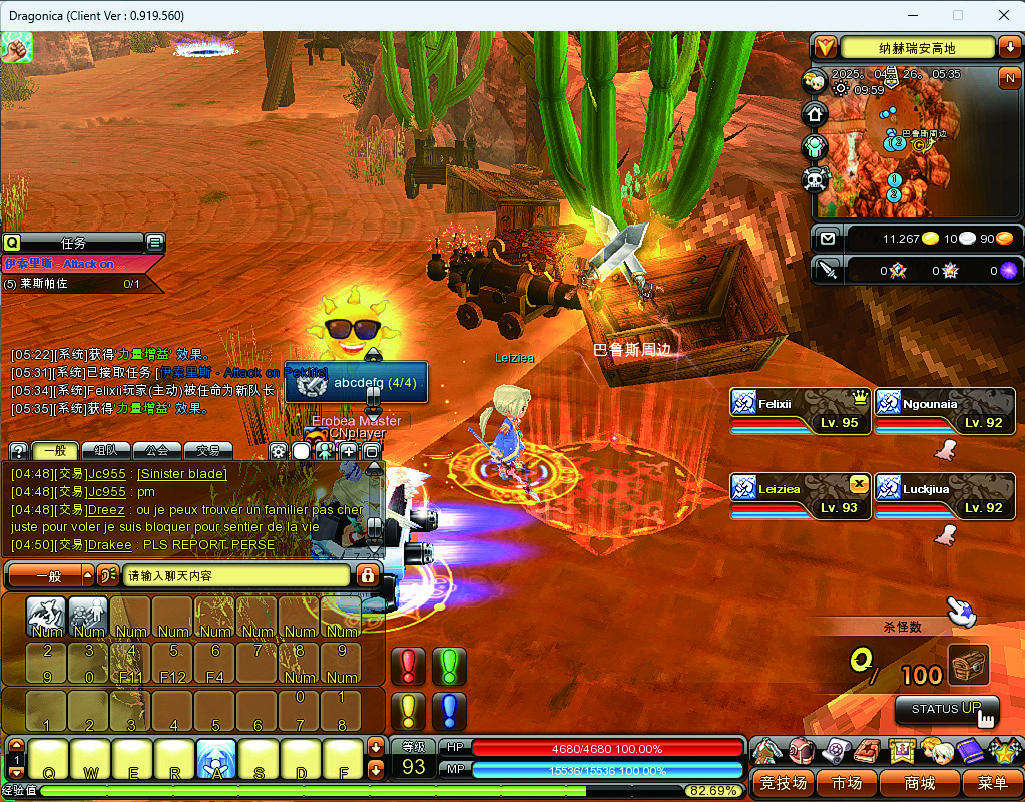 Dragonica (Client Ver : 0.919.560)
纳赫瑞安高地
2025。 04。 26。 05:35
09:59
N
巴鲁斯周边
1
2
1
2
11.267 10 90
0 0 0
Q 任务
伊索里斯 - Attack on ...
(5) 莱斯帕佐 0/1
[05:22][系统]获得'力量增益' 效果。
[05:31][系统]已接取任务 [伊索里斯 - Attack on Pekiris]
[05:34][系统]Felixii玩家(主动)被任命为新队长
[05:35][系统]获得'力量增益' 效果。
abcdefg (4/4)
Erobea Master
CNplayer
Leiziea
巴鲁斯周边
Felixii
Lv. 95
Ngounaia
Lv. 92
Leiziea
Lv. 93
Luckjiua
Lv. 92
? 一般 组队 公会 交易
[04:48][交易]Jc955 : [Sinister blade]
[04:48][交易]Jc955 : pm
[04:48][交易]Dreez : ou je peux trouver un familier pas cher
juste pour voler je suis bloquer pour sentier de la vie
[04:50][交易]Drakee : PLS REPORT PERSE
一般 请输入聊天内容
Num Num Num Num Num Num Num Num
2 3 4 5 6 7 8 9
9 0 F11 F12 F4 Num Num
0 1
1 2 3 4 5 6 7 8
杀怪数
0/ 100
STATUS UP
1
Q W E R A S D F
等级
93
HP 4680/4680 100.00%
MP 15536/15536 100.00%
竞技场 市场 商城 菜单
经验值 82.69%